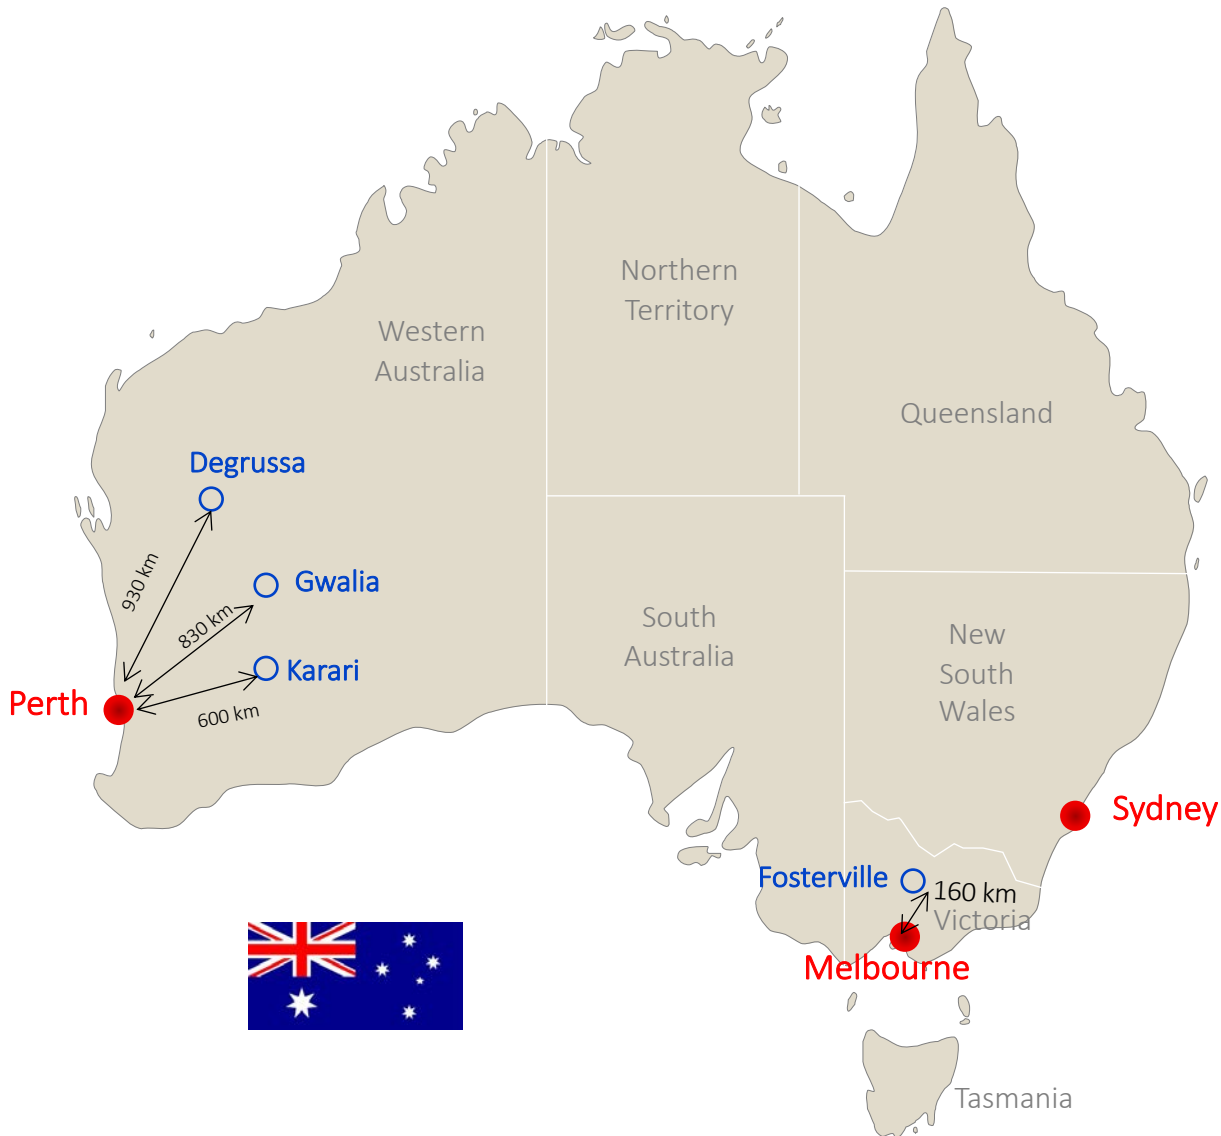 Northern
Territory
Western
Australia
Queensland
Degrussa
930 km
Gwalia
830 km
South
Australia
New
South
Wales
Karari
Perth
600 km
Sydney
Fosterville
160 km
Victoria
Melbourne
Tasmania